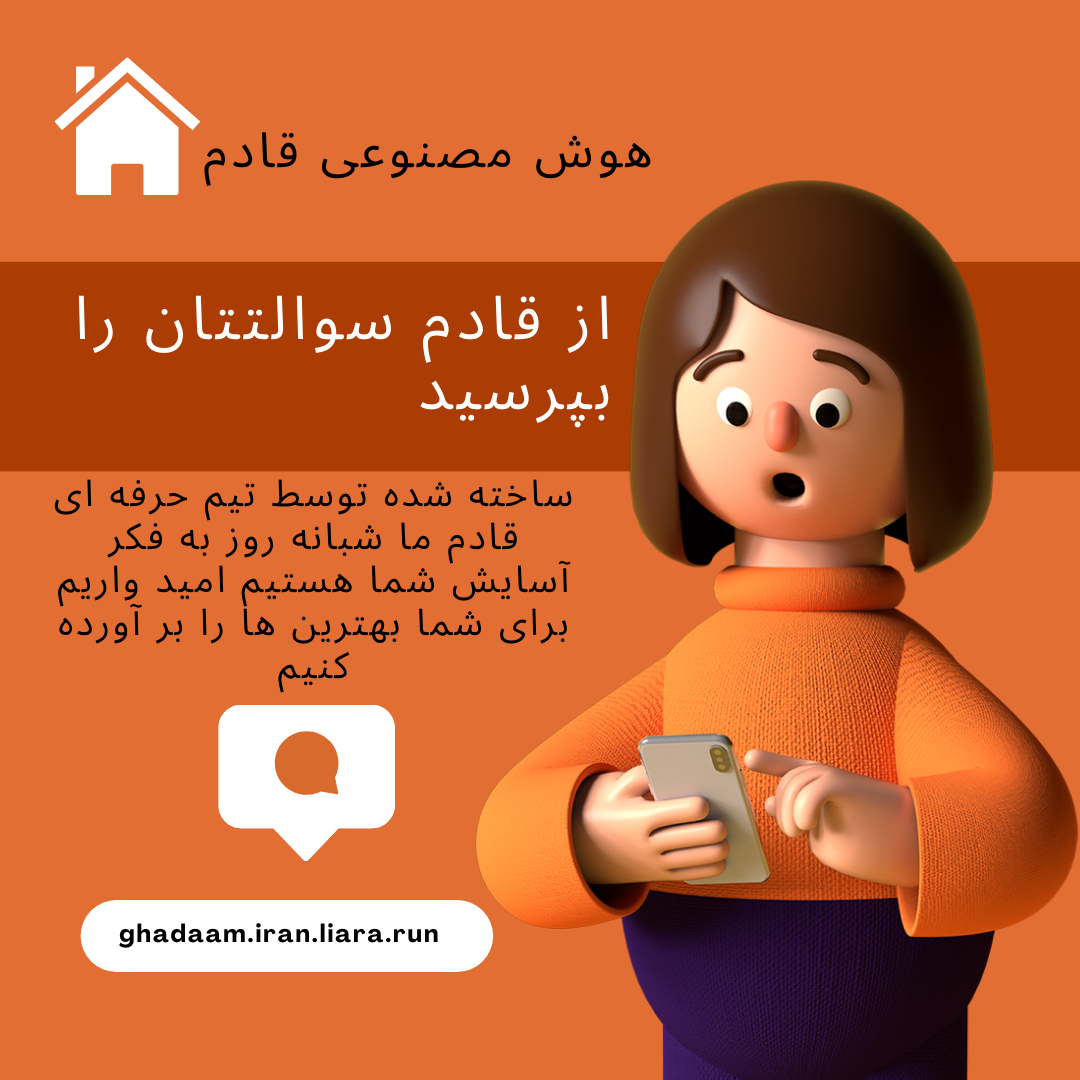 هوش مصنوعی قادم
از قادم سوالتتان را
بپرسید
ساخته شده توسط تیم حرفه ای
قادم ما شبانه روز به فکر
آسایش شما هستیم امید واریم
برای شما بهترین ها را بر آورده
کنیم
ghadaam.iran.liara.run